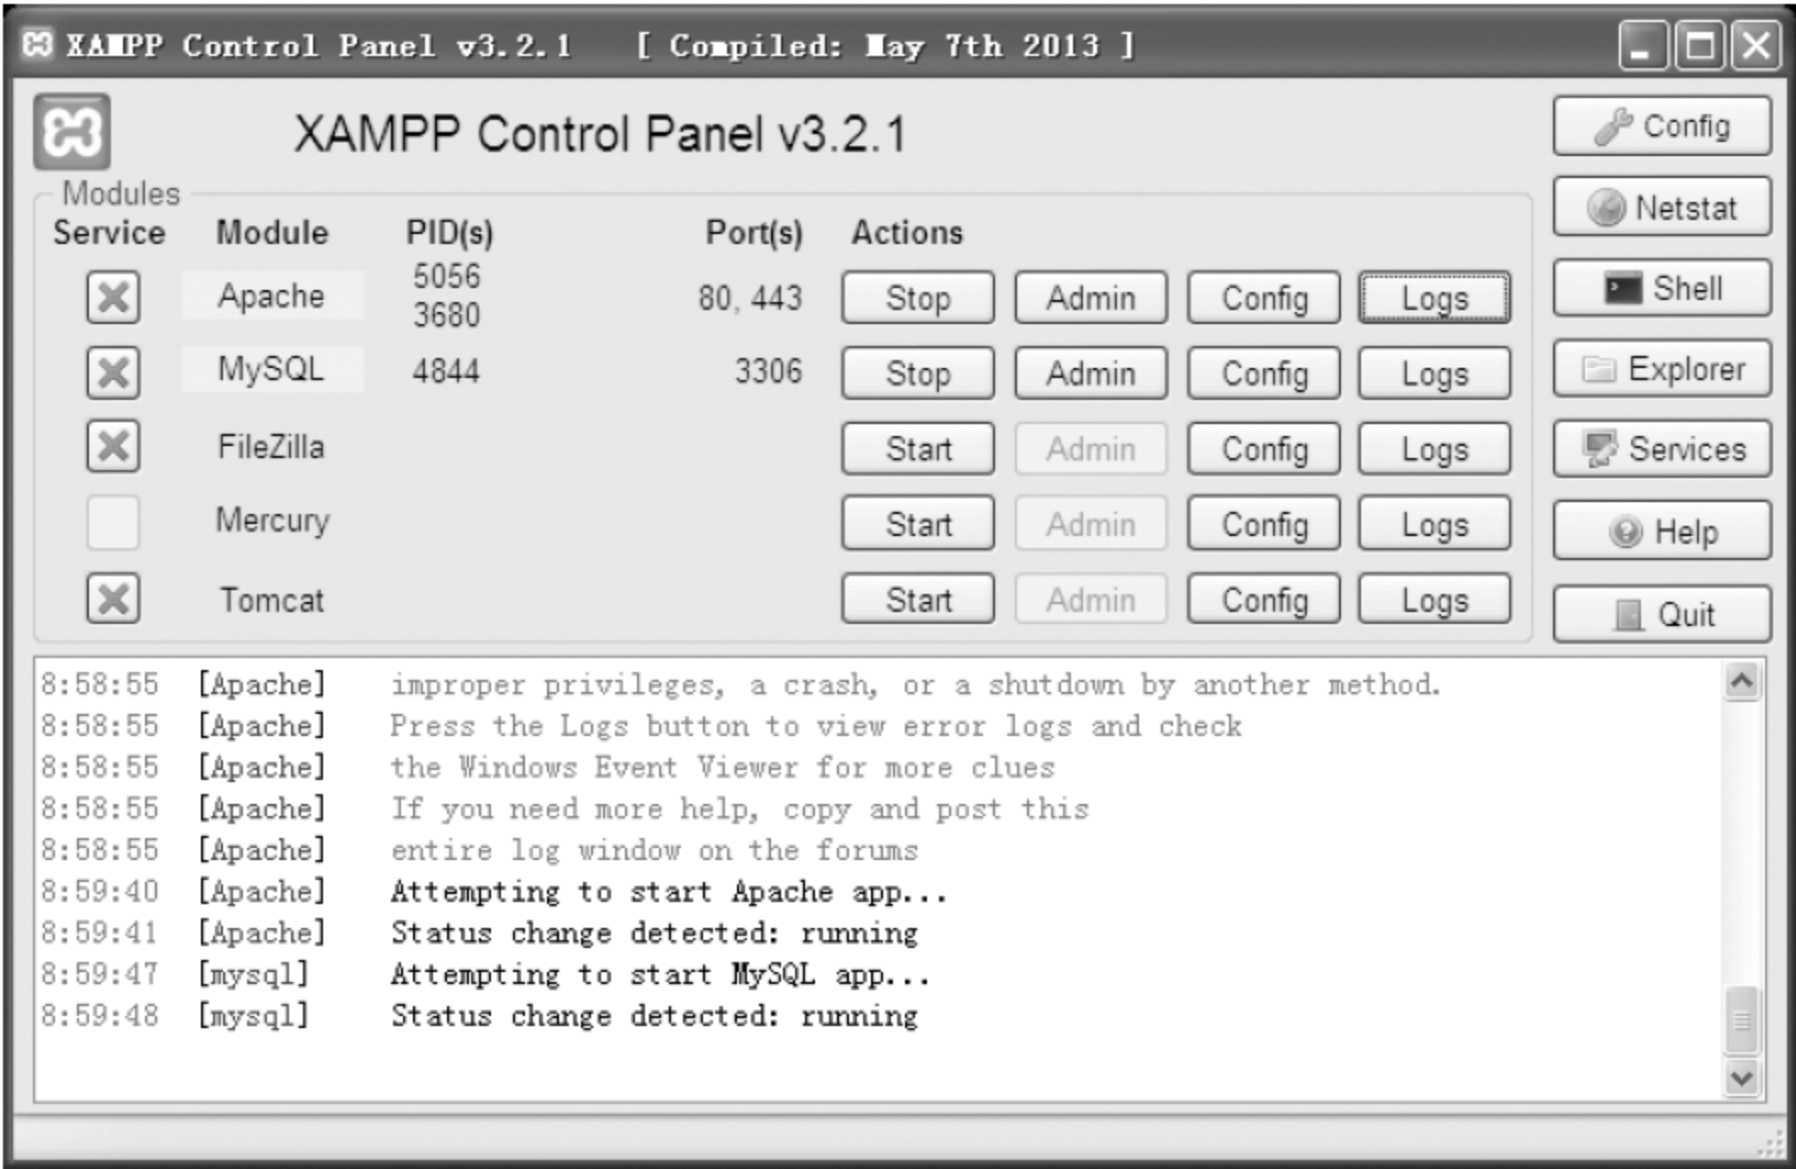 XAMPP Control Panel v3.2.1 [ Compiled: May 7th 2013 ]
XAMPP Control Panel v3.2.1
Config
Modules
Netstat
Service Module PID(s) Port(s) Actions
Apache 5056 3680 80, 443 Stop Admin Config Logs
Shell
MySQL 4844 3306 Stop Admin Config Logs
Explorer
FileZilla Start Admin Config Logs
Services
Mercury Start Admin Config Logs
Help
Tomcat Start Admin Config Logs
Quit
8:58:55 [Apache] improper privileges, a crash, or a shutdown by another method.
8:58:55 [Apache] Press the Logs button to view error logs and check
8:58:55 [Apache] the Windows Event Viewer for more clues
8:58:55 [Apache] If you need more help, copy and post this
8:58:55 [Apache] entire log window on the forums
8:59:40 [Apache] Attempting to start Apache app...
8:59:41 [Apache] Status change detected: running
8:59:47 [mysql] Attempting to start MySQL app...
8:59:48 [mysql] Status change detected: running